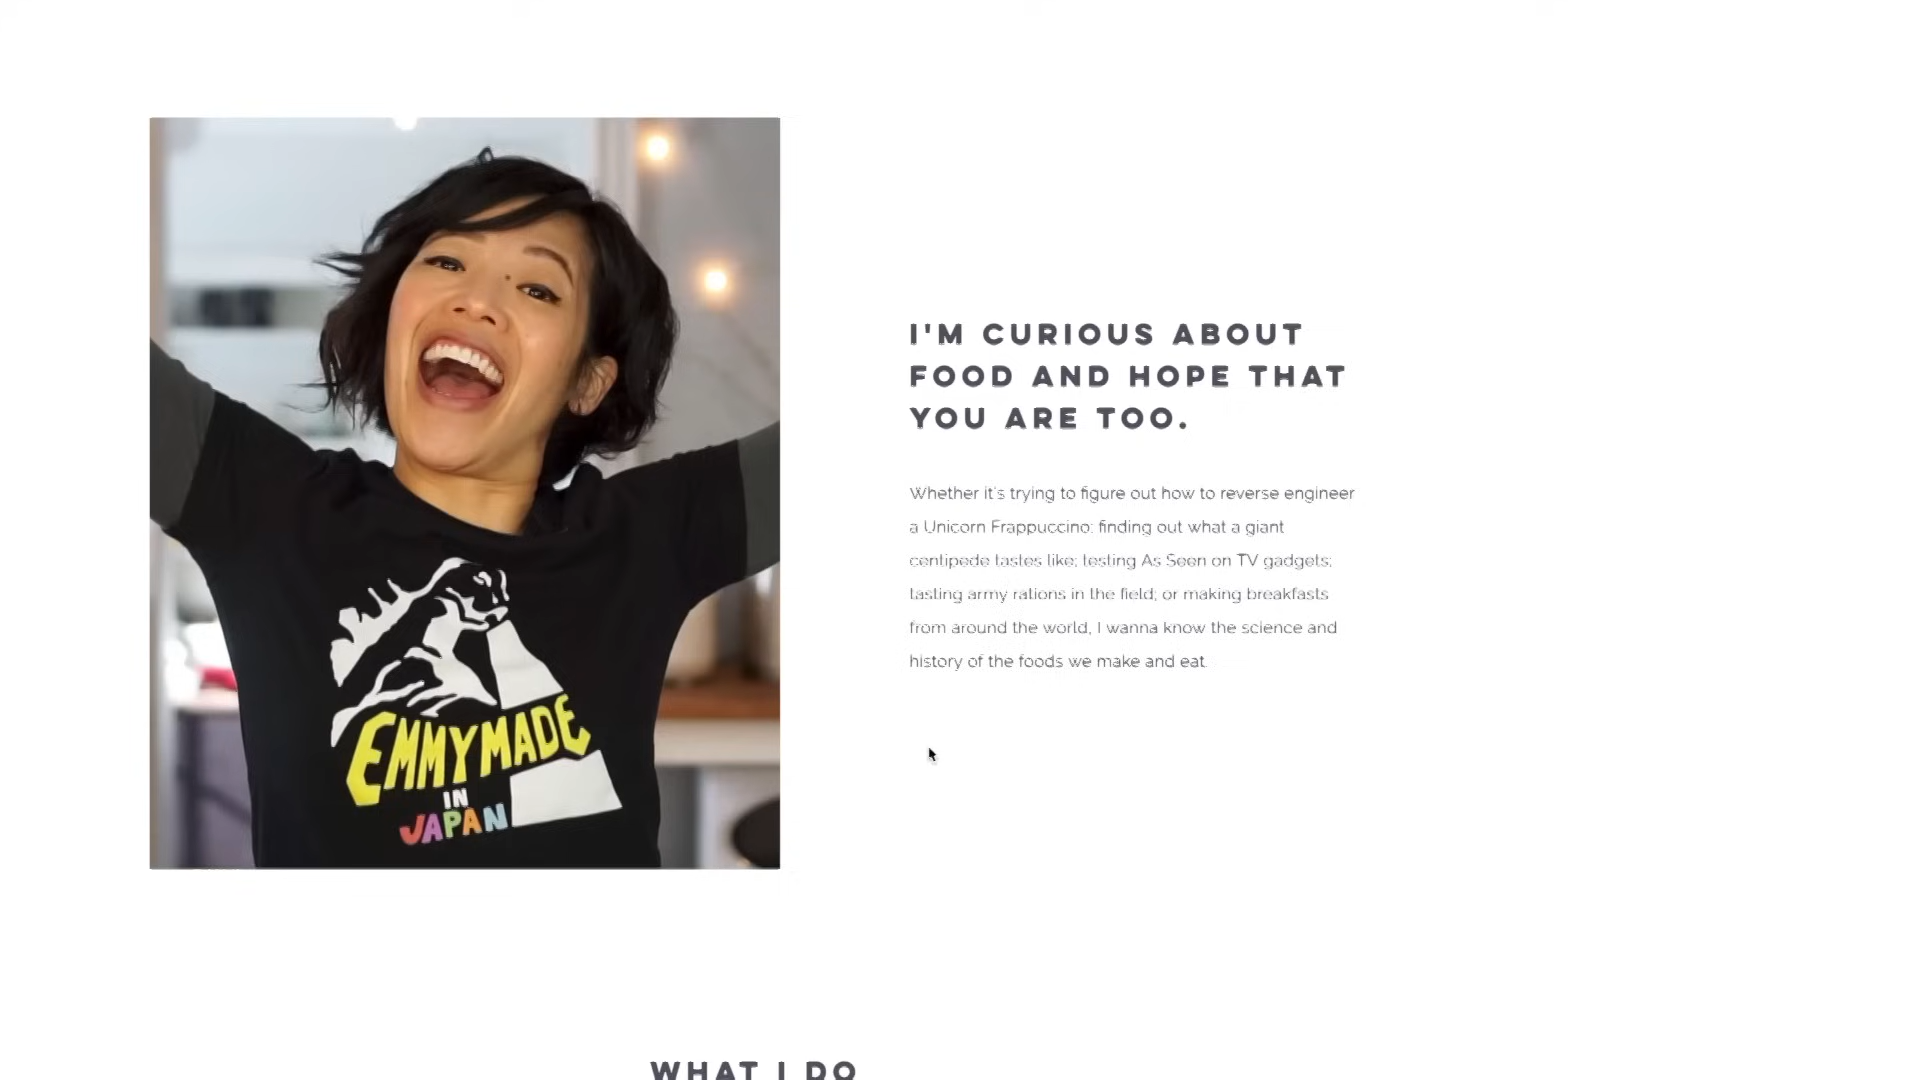 I'M CURIOUS ABOUT
FOOD AND HOPE THAT
YOU ARE TOO.
Whether it's trying to figure out how to reverse engineer
a Unicorn Frappuccino; finding out what a giant
centipede tastes like; testing As Seen on TV gadgets;
tasting army rations in the field; or making breakfasts
from around the world, I wanna know the science and
history of the foods we make and eat.
EMMYMADE
IN
JAPAN
WHAT I DO